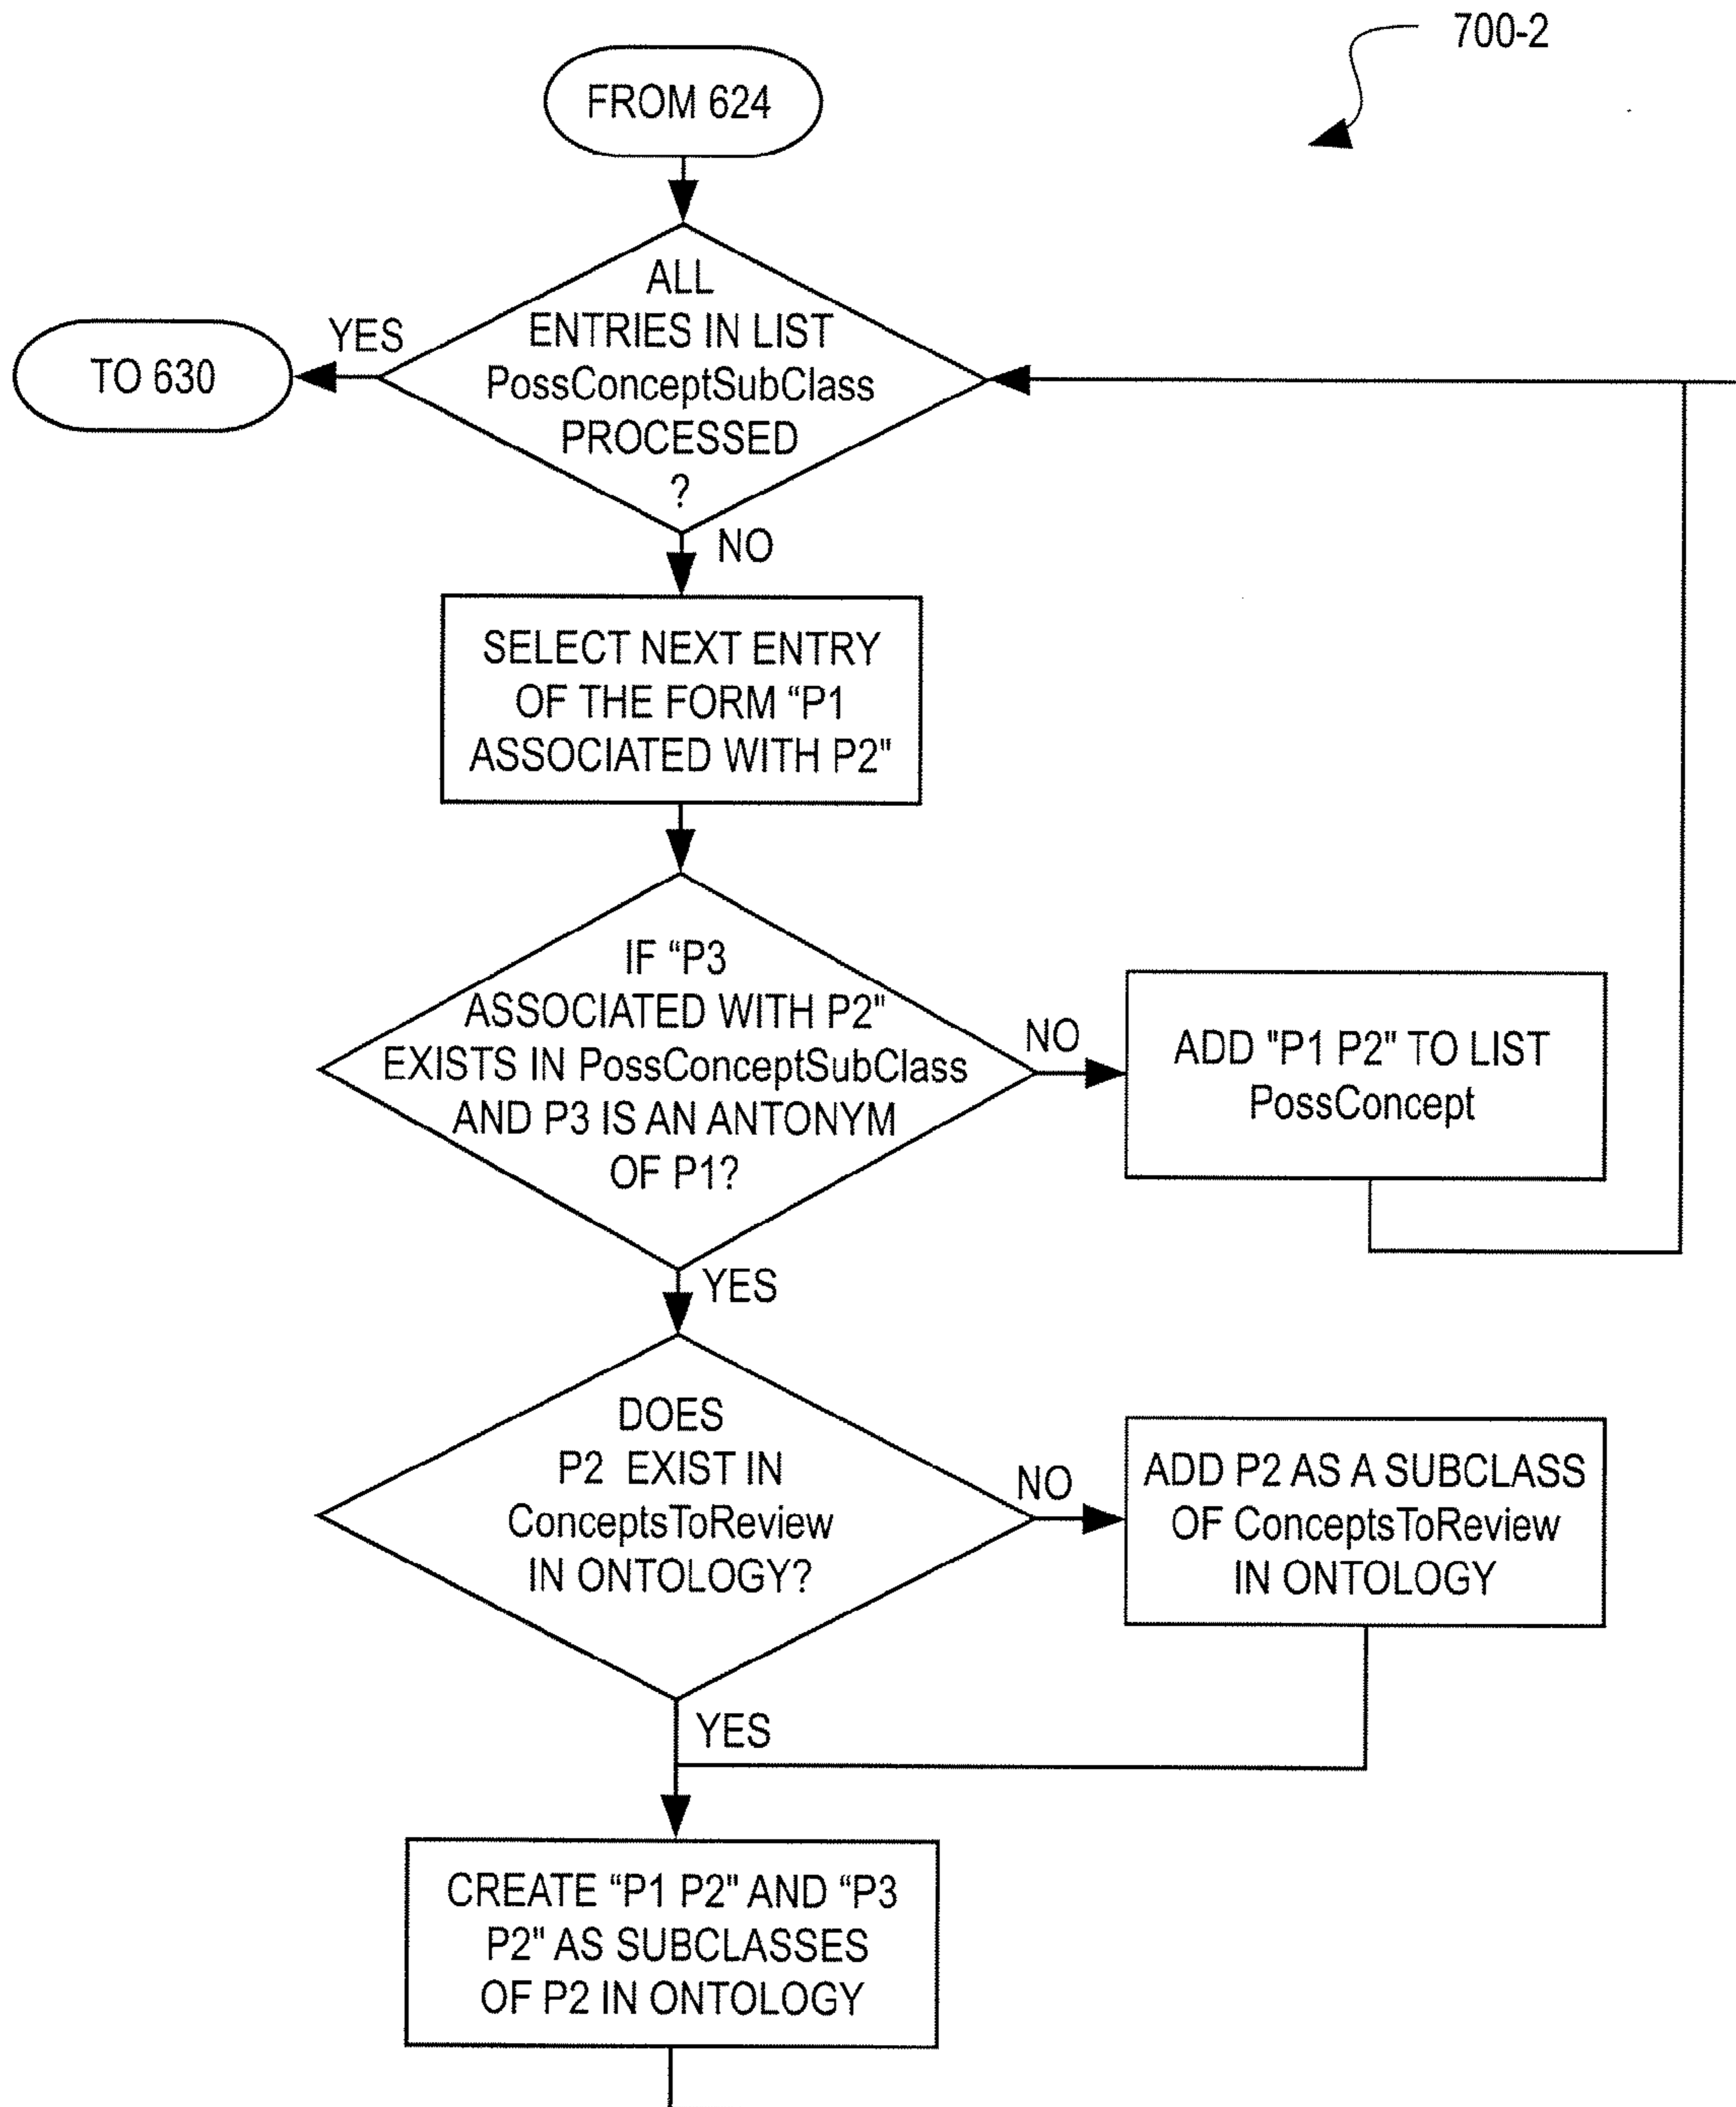 700-2
FROM 624
ALL
ENTRIES IN LIST
PossConceptSubClass
PROCESSED
?
YES
TO 630
NO
SELECT NEXT ENTRY
OF THE FORM “P1
ASSOCIATED WITH P2"
IF “P3
ASSOCIATED WITH P2"
EXISTS IN PossConceptSubClass
AND P3 IS AN ANTONYM
OF P1?
NO
ADD "P1 P2" TO LIST
PossConcept
YES
DOES
P2 EXIST IN
ConceptsToReview
IN ONTOLOGY?
NO
ADD P2 AS A SUBCLASS
OF ConceptsToReview
IN ONTOLOGY
YES
CREATE “P1 P2" AND “P3
P2" AS SUBCLASSES
OF P2 IN ONTOLOGY